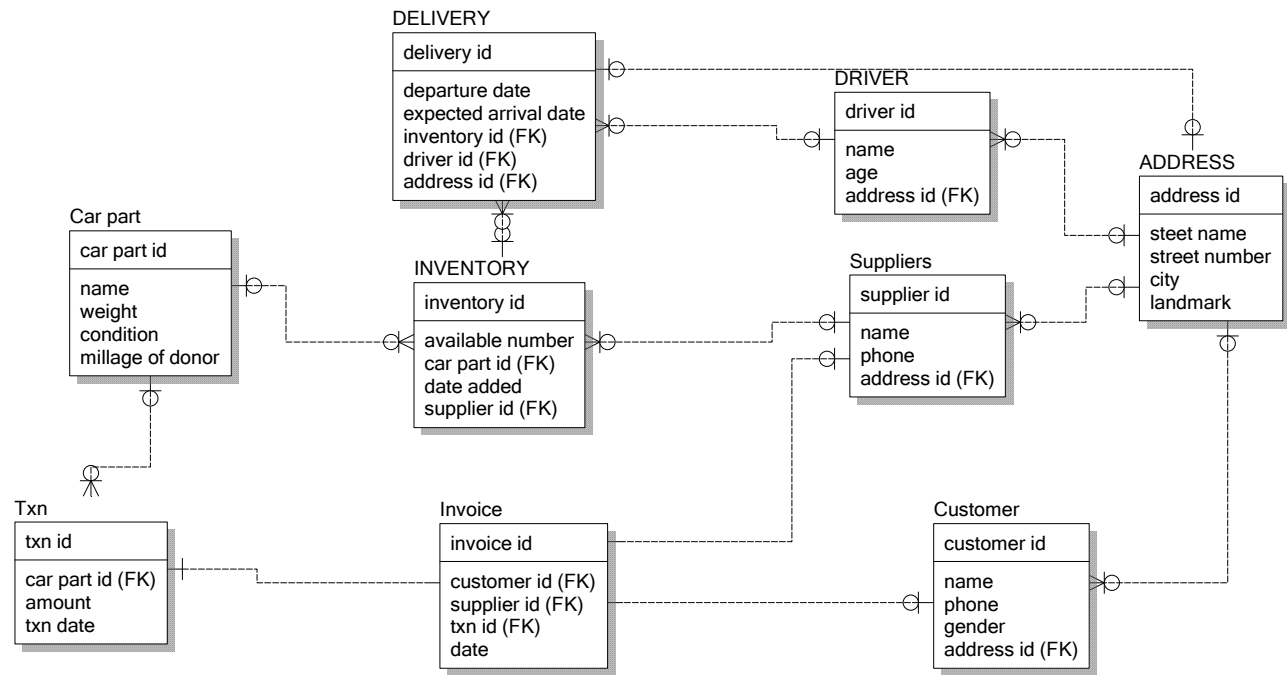 DELIVERY
delivery id
departure date
expected arrival date
inventory id (FK)
driver id (FK)
address id (FK)
DRIVER
driver id
name
age
address id (FK)
ADDRESS
address id
steet name
street number
city
landmark
Car part
car part id
name
weight
condition
millage of donor
INVENTORY
inventory id
available number
car part id (FK)
date added
supplier id (FK)
Suppliers
supplier id
name
phone
address id (FK)
Txn
txn id
car part id (FK)
amount
txn date
Invoice
invoice id
customer id (FK)
supplier id (FK)
txn id (FK)
date
Customer
customer id
name
phone
gender
address id (FK)